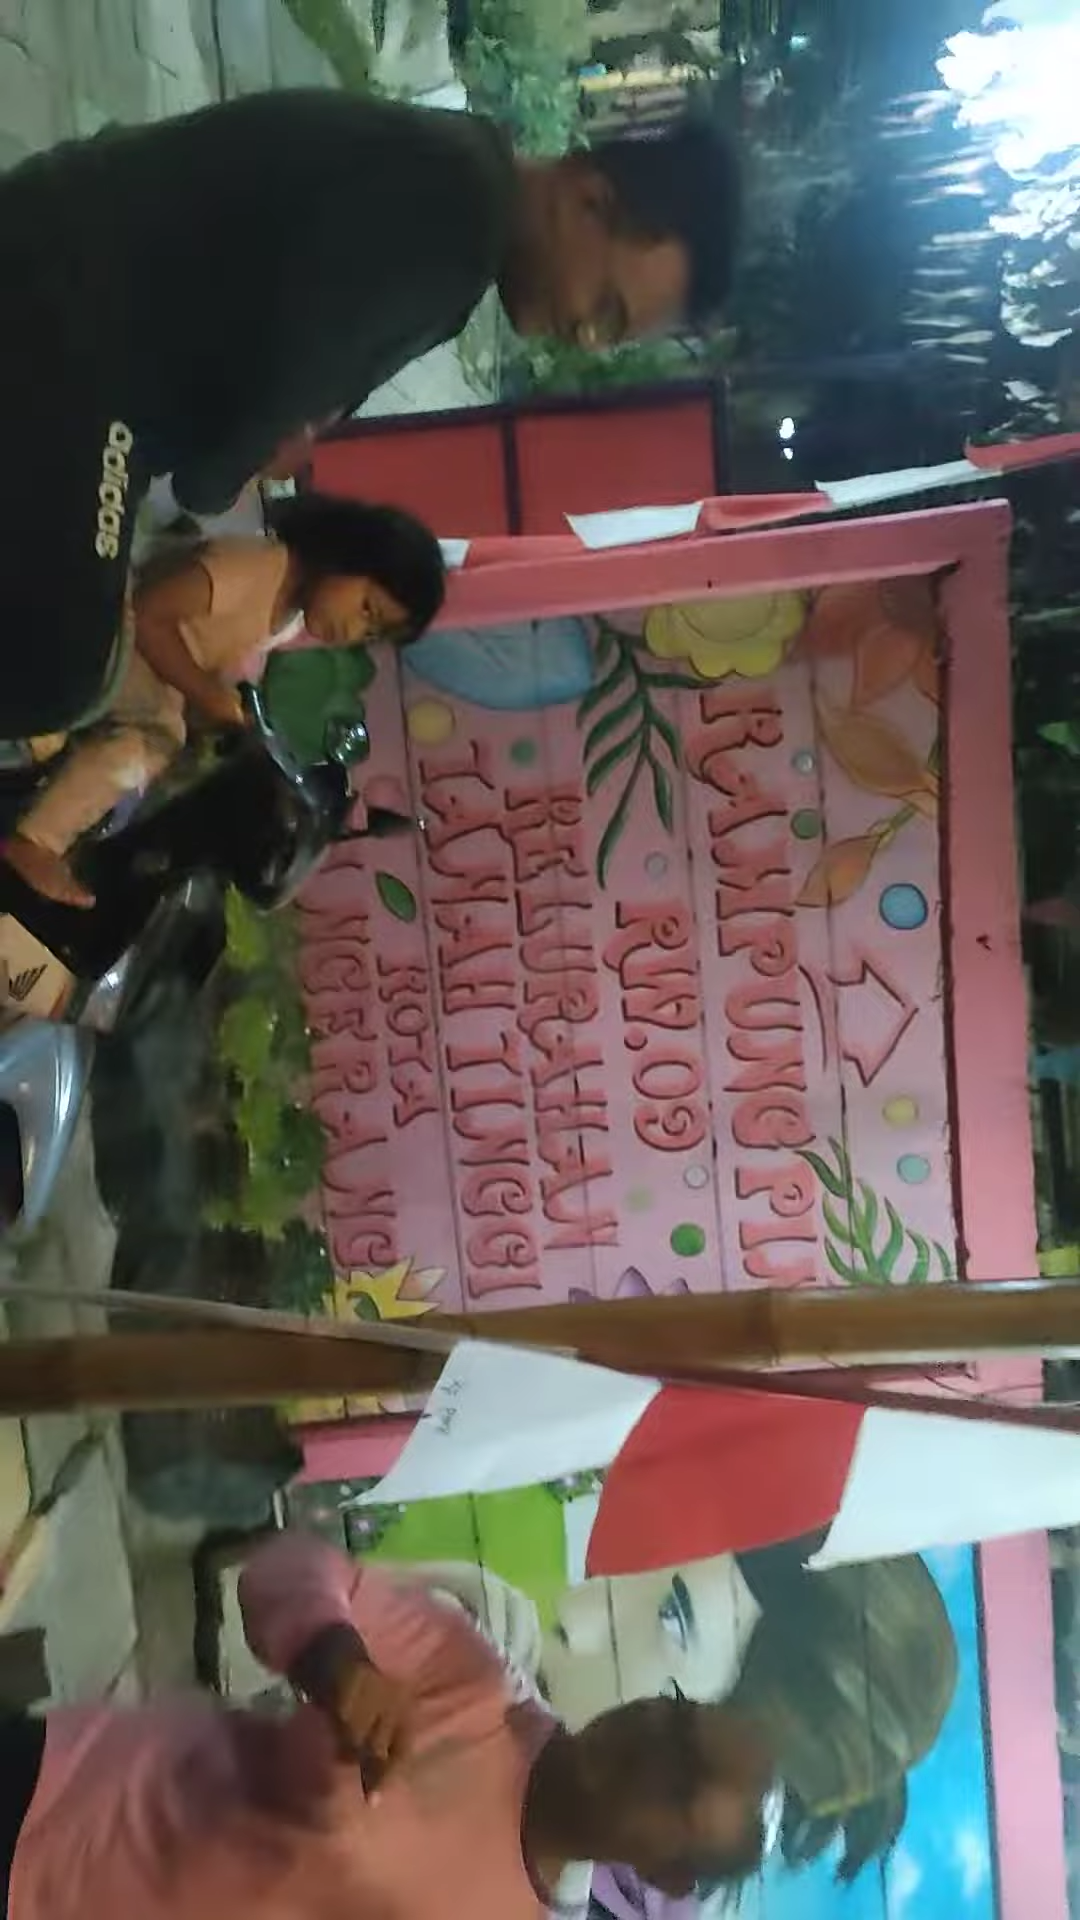 KAMPUNG
RW.09
KELURAHAN
TANAH TINGGI
KOTA
TANGERANG
adidas